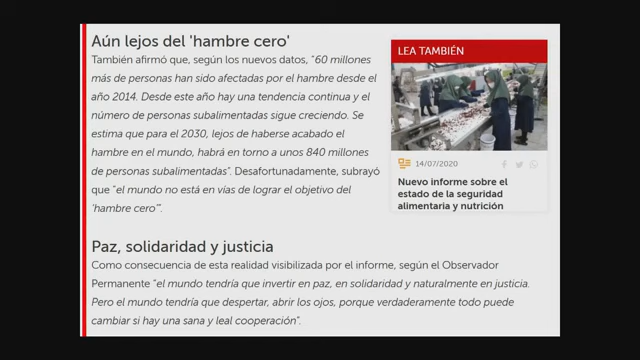 Aún lejos del 'hambre cero'
También afirmó que, según los nuevos datos, "60 millones
más de personas han sido afectadas por el hambre desde el
año 2014. Desde este año hay una tendencia continua y el
número de personas subalimentadas sigue creciendo. Se
estima que para el 2030, lejos de haberse acabado el
hambre en el mundo, habrá en torno a unos 840 millones
de personas subalimentadas". Desafortunadamente, subrayó
que "el mundo no está en vías de lograr el objetivo del
'hambre cero'".
LEA TAMBIÉN
14/07/2020
Nuevo informe sobre el
estado de la seguridad
alimentaria y nutrición
Paz, solidaridad y justicia
Como consecuencia de esta realidad visibilizada por el informe, según el Observador
Permanente "el mundo tendría que invertir en paz, en solidaridad y naturalmente en justicia.
Pero el mundo tendría que despertar, abrir los ojos, porque verdaderamente todo puede
cambiar si hay una sana y leal cooperación".